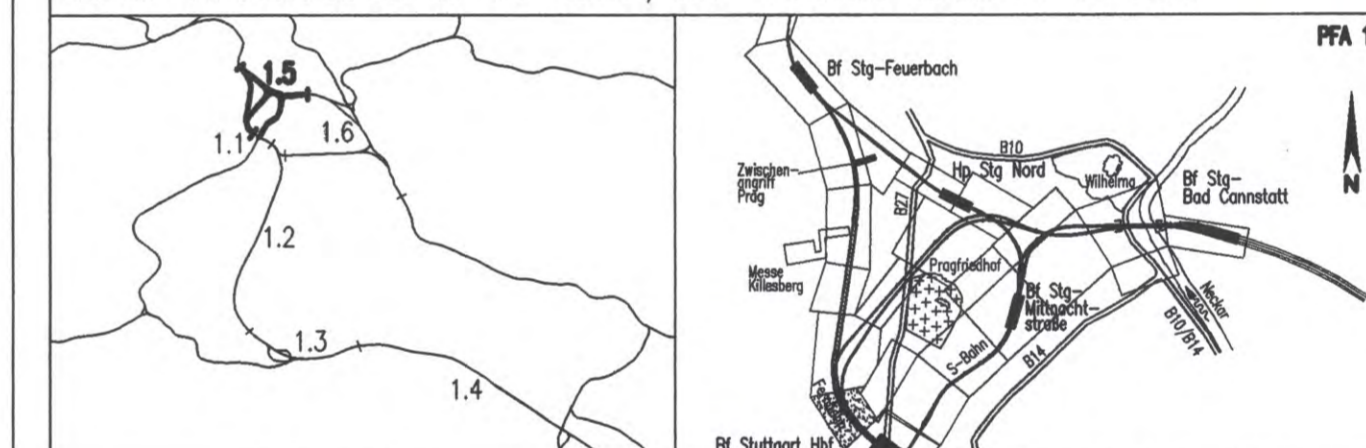 1.5
1.1
1.6
1.2
1.3
1.4
PFA 1
Bf Stg-Feuerbach
N
B10
Zwischen-
angriff
Prag
Hp Stg Nord
Wilhelma
Bf Stg-
Bad Cannstatt
B27
Messe
Killesberg
Pragfriedhof
Bf Stg-
Mittnacht-
straße
Neckar
B10/B14
S-Bahn
B14
Bf Stuttgart Hbf